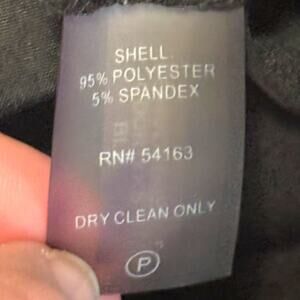 SHELL:
95% POLYESTER
5% SPANDEX
RN# 54163
DRY CLEAN ONLY
P